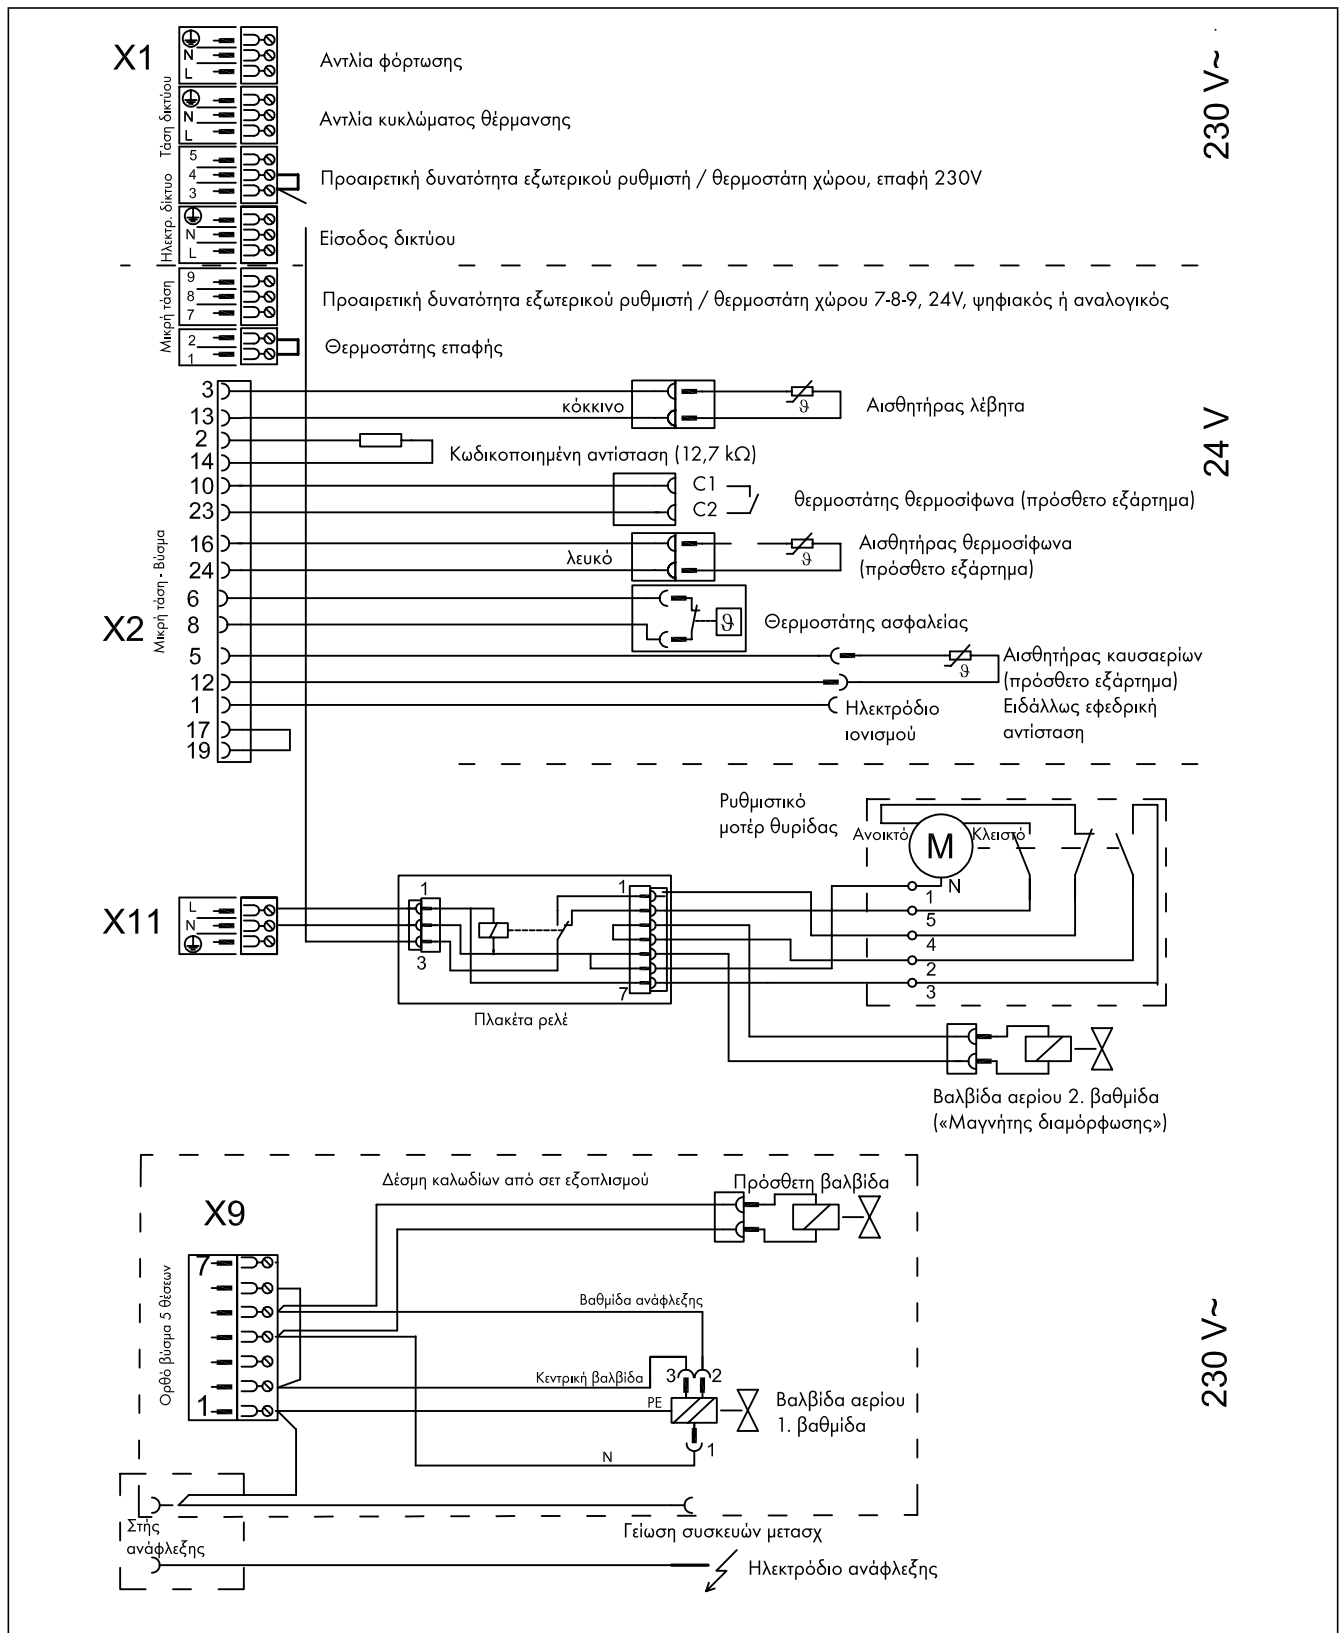 X1
Τάση δικτύου
Ηλεκτρ. δίκτυο
230 V~
N
L
Αντλία φόρτωσης
N
L
Αντλία κυκλώματος θέρμανσης
5
4
3
Προαιρετική δυνατότητα εξωτερικού ρυθμιστή / θερμοστάτη χώρου, επαφή 230V
N
L
Είσοδος δικτύου
Μικρή τάση
9
8
7
Προαιρετική δυνατότητα εξωτερικού ρυθμιστή / θερμοστάτη χώρου 7-8-9, 24V, ψηφιακός ή αναλογικός
2
1
Θερμοστάτης επαφής
24 V
X2
Μικρή τάση - Βύσμα
3
13
κόκκινο
ϑ
Αισθητήρας λέβητα
2
14
Κωδικοποιημένη αντίσταση (12,7 kΩ)
10
23
C1
C2
θερμοστάτης θερμοσίφωνα (πρόσθετο εξάρτημα)
16
24
λευκό
ϑ
Αισθητήρας θερμοσίφωνα
(πρόσθετο εξάρτημα)
6
8
ϑ
Θερμοστάτης ασφαλείας
5
12
ϑ
Αισθητήρας καυσαερίων
(πρόσθετο εξάρτημα)
Ειδάλλως εφεδρική
αντίσταση
1
Ηλεκτρόδιο
ιονισμού
17
19
Ρυθμιστικό
μοτέρ θυρίδας
Ανοικτό
M
Κλειστό
N
1
5
4
2
3
X11
L
N
1
3
1
7
Πλακέτα ρελέ
Βαλβίδα αερίου 2. βαθμίδα
(«Μαγνήτης διαμόρφωσης»)
Δέσμη καλωδίων από σετ εξοπλισμού
Πρόσθετη βαλβίδα
X9
Ορθό βύσμα 5 θέσεων
7
1
Βαθμίδα ανάφλεξης
Κεντρική βαλβίδα
3
2
PE
Βαλβίδα αερίου
1. βαθμίδα
N
1
230 V~
Στής
ανάφλεξης
Γείωση συσκευών μετασχ
Ηλεκτρόδιο ανάφλεξης